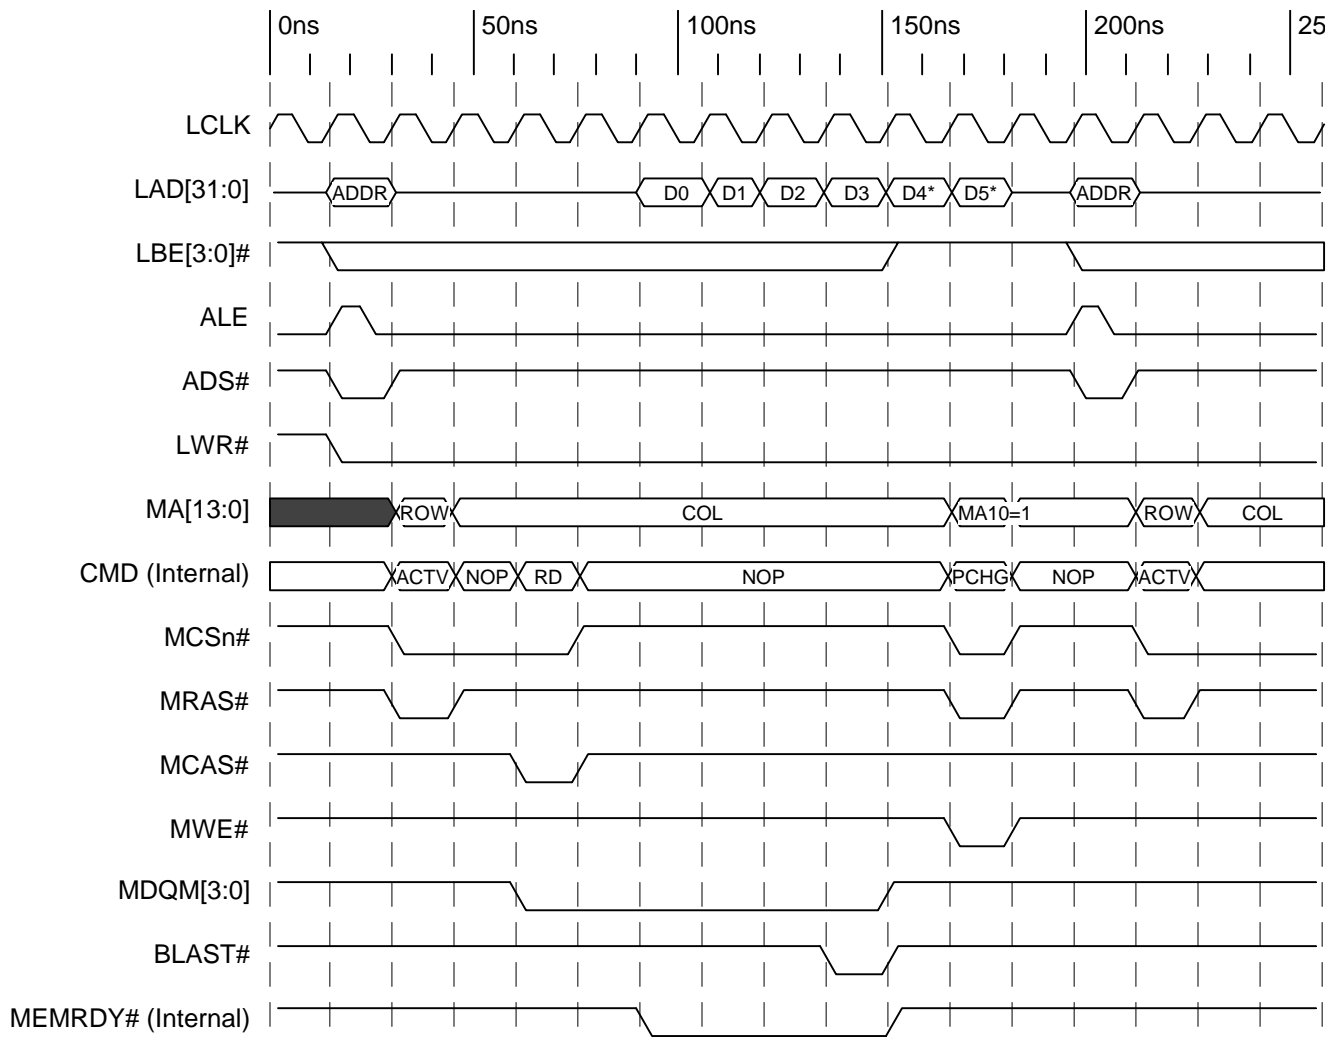 0ns 50ns 100ns 150ns 200ns 25
LCLK
LAD[31:0] ADDR D0 D1 D2 D3 D4* D5* ADDR
LBE[3:0]#
ALE
ADS#
LWR#
MA[13:0] ROW COL MA10=1 ROW COL
CMD (Internal) ACTV NOP RD NOP PCHG NOP ACTV
MCSn#
MRAS#
MCAS#
MWE#
MDQM[3:0]
BLAST#
MEMRDY# (Internal)